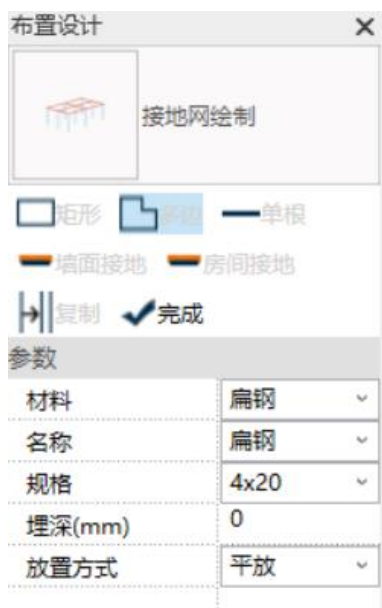 布置设计
接地网绘制
矩形 多边 单根
墙面接地 房间接地
复制 完成
参数
材料 扁钢
名称 扁钢
规格 4x20
埋深(mm) 0
放置方式 平放